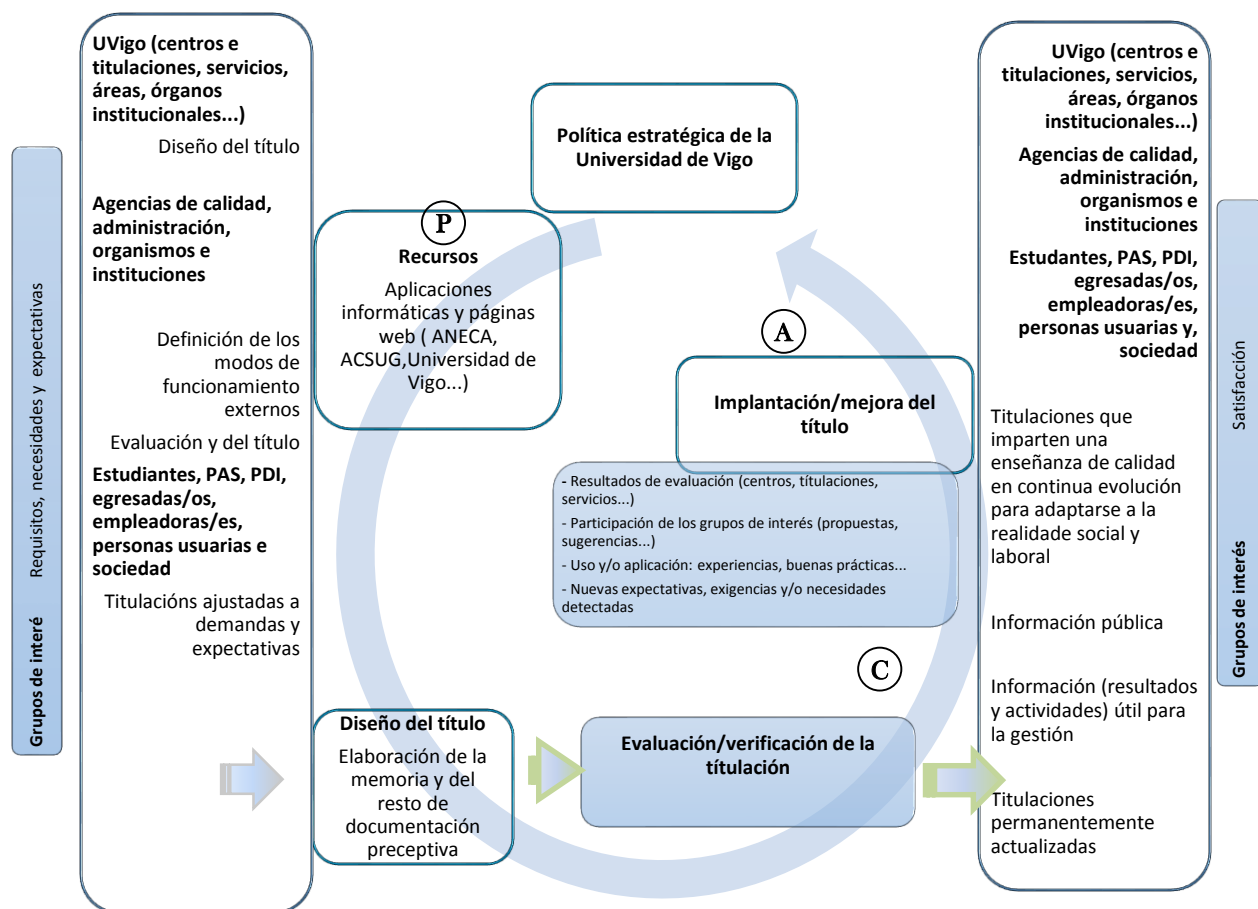 Grupos de interé   Requisitos, necesidades y  expectativas
UVigo (centros e
titulaciones, servicios,
áreas, órganos
institucionales...)
Diseño del título
Agencias de calidad,
administración,
organismos e
instituciones
Definición de los
modos de
funcionamiento
externos
Evaluación y del título
Estudiantes, PAS, PDI,
egresadas/os,
empleadoras/es,
personas usuarias e
sociedad
Titulacións ajustadas a
demandas y
expectativas
Política estratégica de la
Universidad de Vigo
P
Recursos
Aplicaciones
informáticas y páginas
web ( ANECA,
ACSUG,Universidad de
Vigo...)
A
Implantación/mejora del
título
- Resultados de evaluación (centros, títulaciones,
servicios...)
- Participación de los grupos de interés (propuestas,
sugerencias...)
- Uso y/o aplicación: experiencias, buenas prácticas...
- Nuevas expectativas, exigencias y/o necesidades
detectadas
C
Diseño del título
Elaboración de la
memoria y del
resto de
documentación
preceptiva
Evaluación/verificación de la
títulación
UVigo (centros e
titulaciones, servicios,
áreas, órganos
institucionales...)
Agencias de calidad,
administración,
organismos e
instituciones
Estudiantes, PAS, PDI,
egresadas/os,
empleadoras/es,
personas usuarias y,
sociedad
Titulaciones que
imparten una
enseñanza de calidad
en continua evolución
para adaptarse a la
realidade social y
laboral
Información pública
Información (resultados
y actividades) útil para
la gestión
Titulaciones
permanentemente
actualizadas
Grupos de interés   Satisfacción